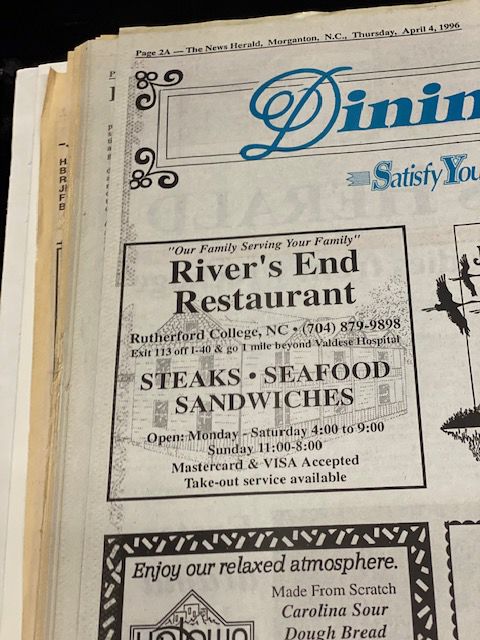 Page 2A — The News Herald, Morganton, N.C., Thursday, April 4, 1996
Dinin
Satisfy You
"Our Family Serving Your Family"
River's End
Restaurant
Rutherford College, NC • (704) 879-9898
Exit 113 off I-40 & go 1 mile beyond Valdese Hospital
STEAKS • SEAFOOD
SANDWICHES
Open: Monday - Saturday 4:00 to 9:00
Sunday 11:00-8:00
Mastercard & VISA Accepted
Take-out service available
Enjoy our relaxed atmosphere.
Made From Scratch
Carolina Sour
Dough Bread